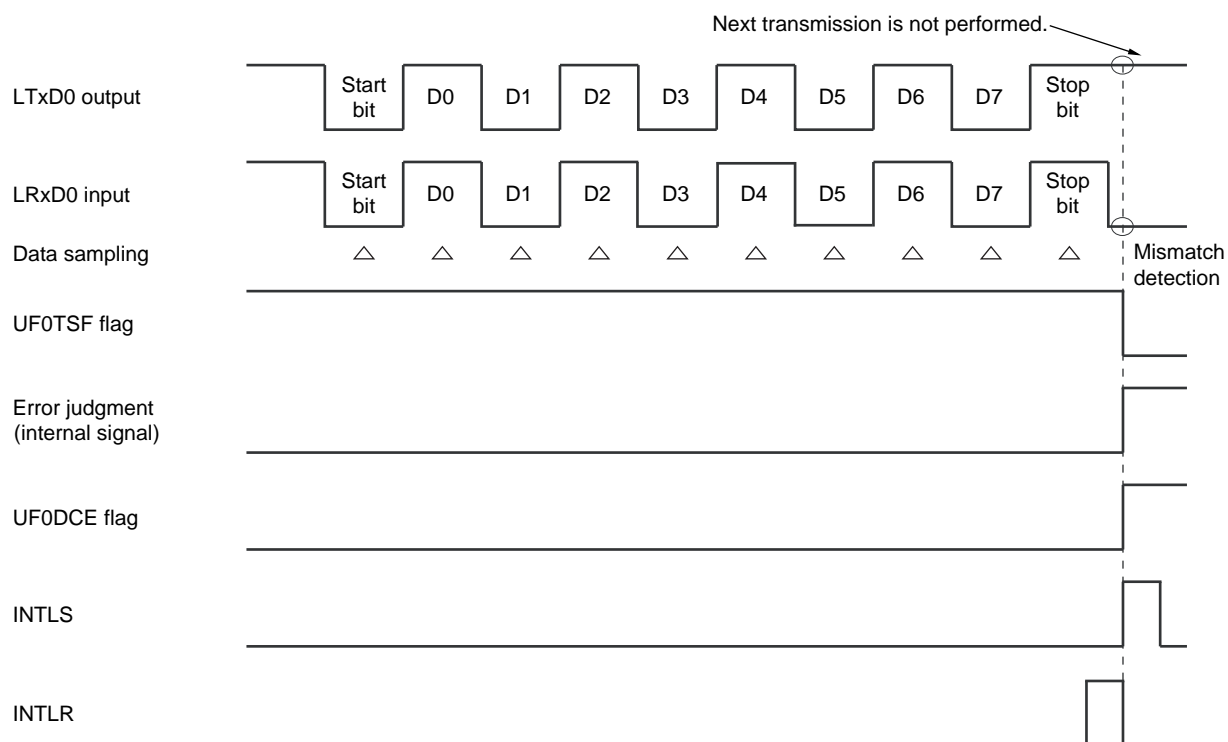 Next transmission is not performed.
LTxD0 output
Start
bit
D0
D1
D2
D3
D4
D5
D6
D7
Stop
bit
LRxD0 input
Start
bit
D0
D1
D2
D3
D4
D5
D6
D7
Stop
bit
Data sampling
Mismatch
detection
UF0TSF flag
Error judgment
(internal signal)
UF0DCE flag
INTLS
INTLR